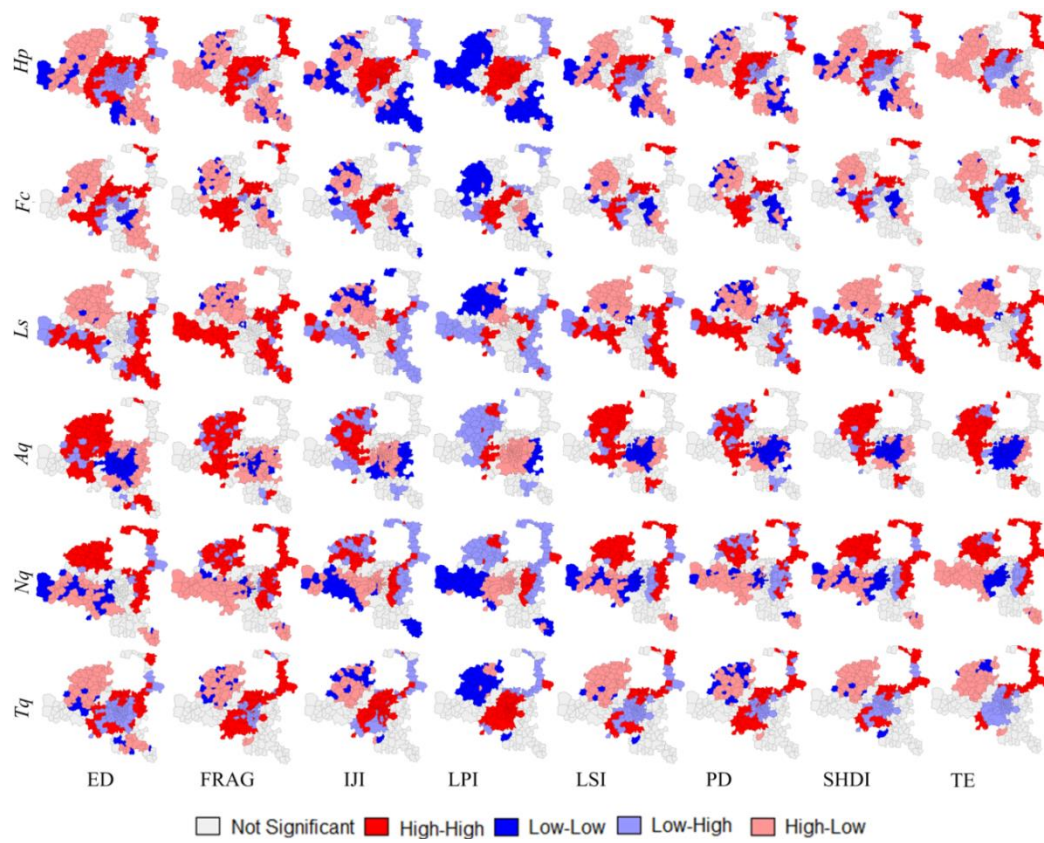 Hp
Fc
Ls
Aq
Nq
Tq
ED FRAG IJI LPI LSI PD SHDI TE
Not Significant High-High Low-Low Low-High High-Low